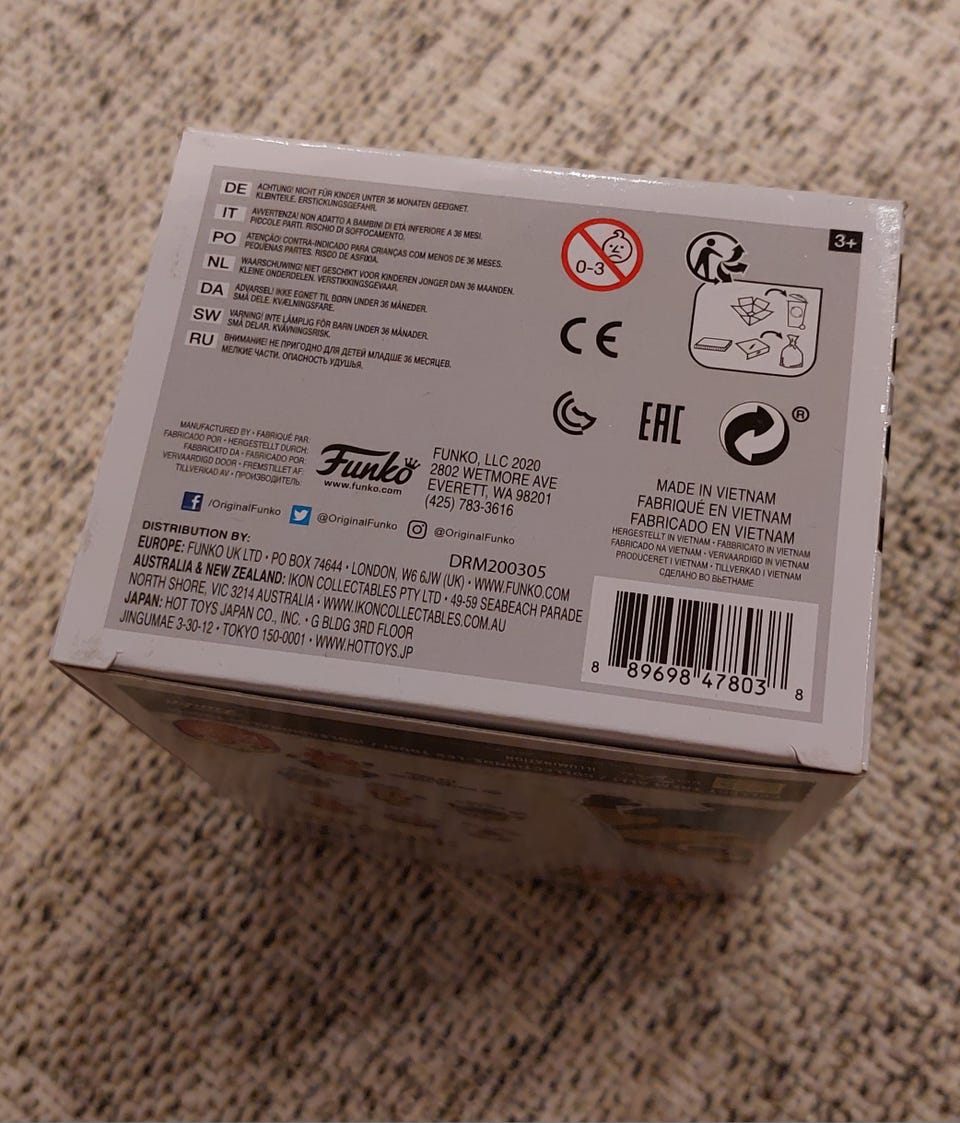 DE ACHTUNG! NICHT FÜR KINDER UNTER 36 MONATEN GEEIGNET.
KLEINTEILE. ERSTICKUNGSGEFAHR.
IT AVVERTENZA! NON ADATTO A BAMBINI DI ETÀ INFERIORE A 36 MESI.
PICCOLE PARTI. RISCHIO DI SOFFOCAMENTO.
PO ATENÇÃO! CONTRA-INDICADO PARA CRIANÇAS COM MENOS DE 36 MESES.
PEQUENAS PARTES. RISCO DE ASFIXIA.
NL WAARSCHUWING! NIET GESCHIKT VOOR KINDEREN JONGER DAN 36 MAANDEN.
KLEINE ONDERDELEN. VERSTIKKINGSGEVAAR.
DA ADVARSEL! IKKE EGNET TIL BØRN UNDER 36 MÅNEDER.
SMÅ DELE. KVÆLNINGSFARE.
SW VARNING! INTE LÄMPLIG FÖR BARN UNDER 36 MÅNADER.
SMÅ DELAR. KVÄVNINGSRISK.
RU ВНИМАНИЕ! НЕ ПРИГОДНО ДЛЯ ДЕТЕЙ МЛАДШЕ 36 МЕСЯЦЕВ.
МЕЛКИЕ ЧАСТИ. ОПАСНОСТЬ УДУШЬЯ.
0-3
3+
CE
EAC
®
MANUFACTURED BY • FABRIQUÉ PAR:
FABRICADO POR • HERGESTELLT DURCH:
FABBRICATO DA • FABRICADO POR:
VERVAARDIGD DOOR • FREMSTILLET AF:
TILLVERKAD AV • ПРОИЗВОДИТЕЛЬ:
Funko
www.funko.com
FUNKO, LLC 2020
2802 WETMORE AVE
EVERETT, WA 98201
(425) 783-3616
/OriginalFunko @OriginalFunko @OriginalFunko
DRM200305
DISTRIBUTION BY:
EUROPE: FUNKO UK LTD • PO BOX 74644 • LONDON, W6 6JW (UK) • WWW.FUNKO.COM
AUSTRALIA & NEW ZEALAND: IKON COLLECTABLES PTY LTD • 49-59 SEABEACH PARADE
NORTH SHORE, VIC 3214 AUSTRALIA • WWW.IKONCOLLECTABLES.COM.AU
JAPAN: HOT TOYS JAPAN CO., INC. • G BLDG 3RD FLOOR
JINGUMAE 3-30-12 • TOKYO 150-0001 • WWW.HOTTOYS.JP
MADE IN VIETNAM
FABRIQUÉ EN VIETNAM
FABRICADO EN VIETNAM
HERGESTELLT IN VIETNAM • FABBRICATO IN VIETNAM
FABRICADO NA VIETNAM • VERVAARDIGD IN VIETNAM
PRODUCERET I VIETNAM • TILLVERKAD I VIETNAM
СДЕЛАНО ВО ВЬЕТНАМЕ
8 89698 47803 8
ILLUMINATION